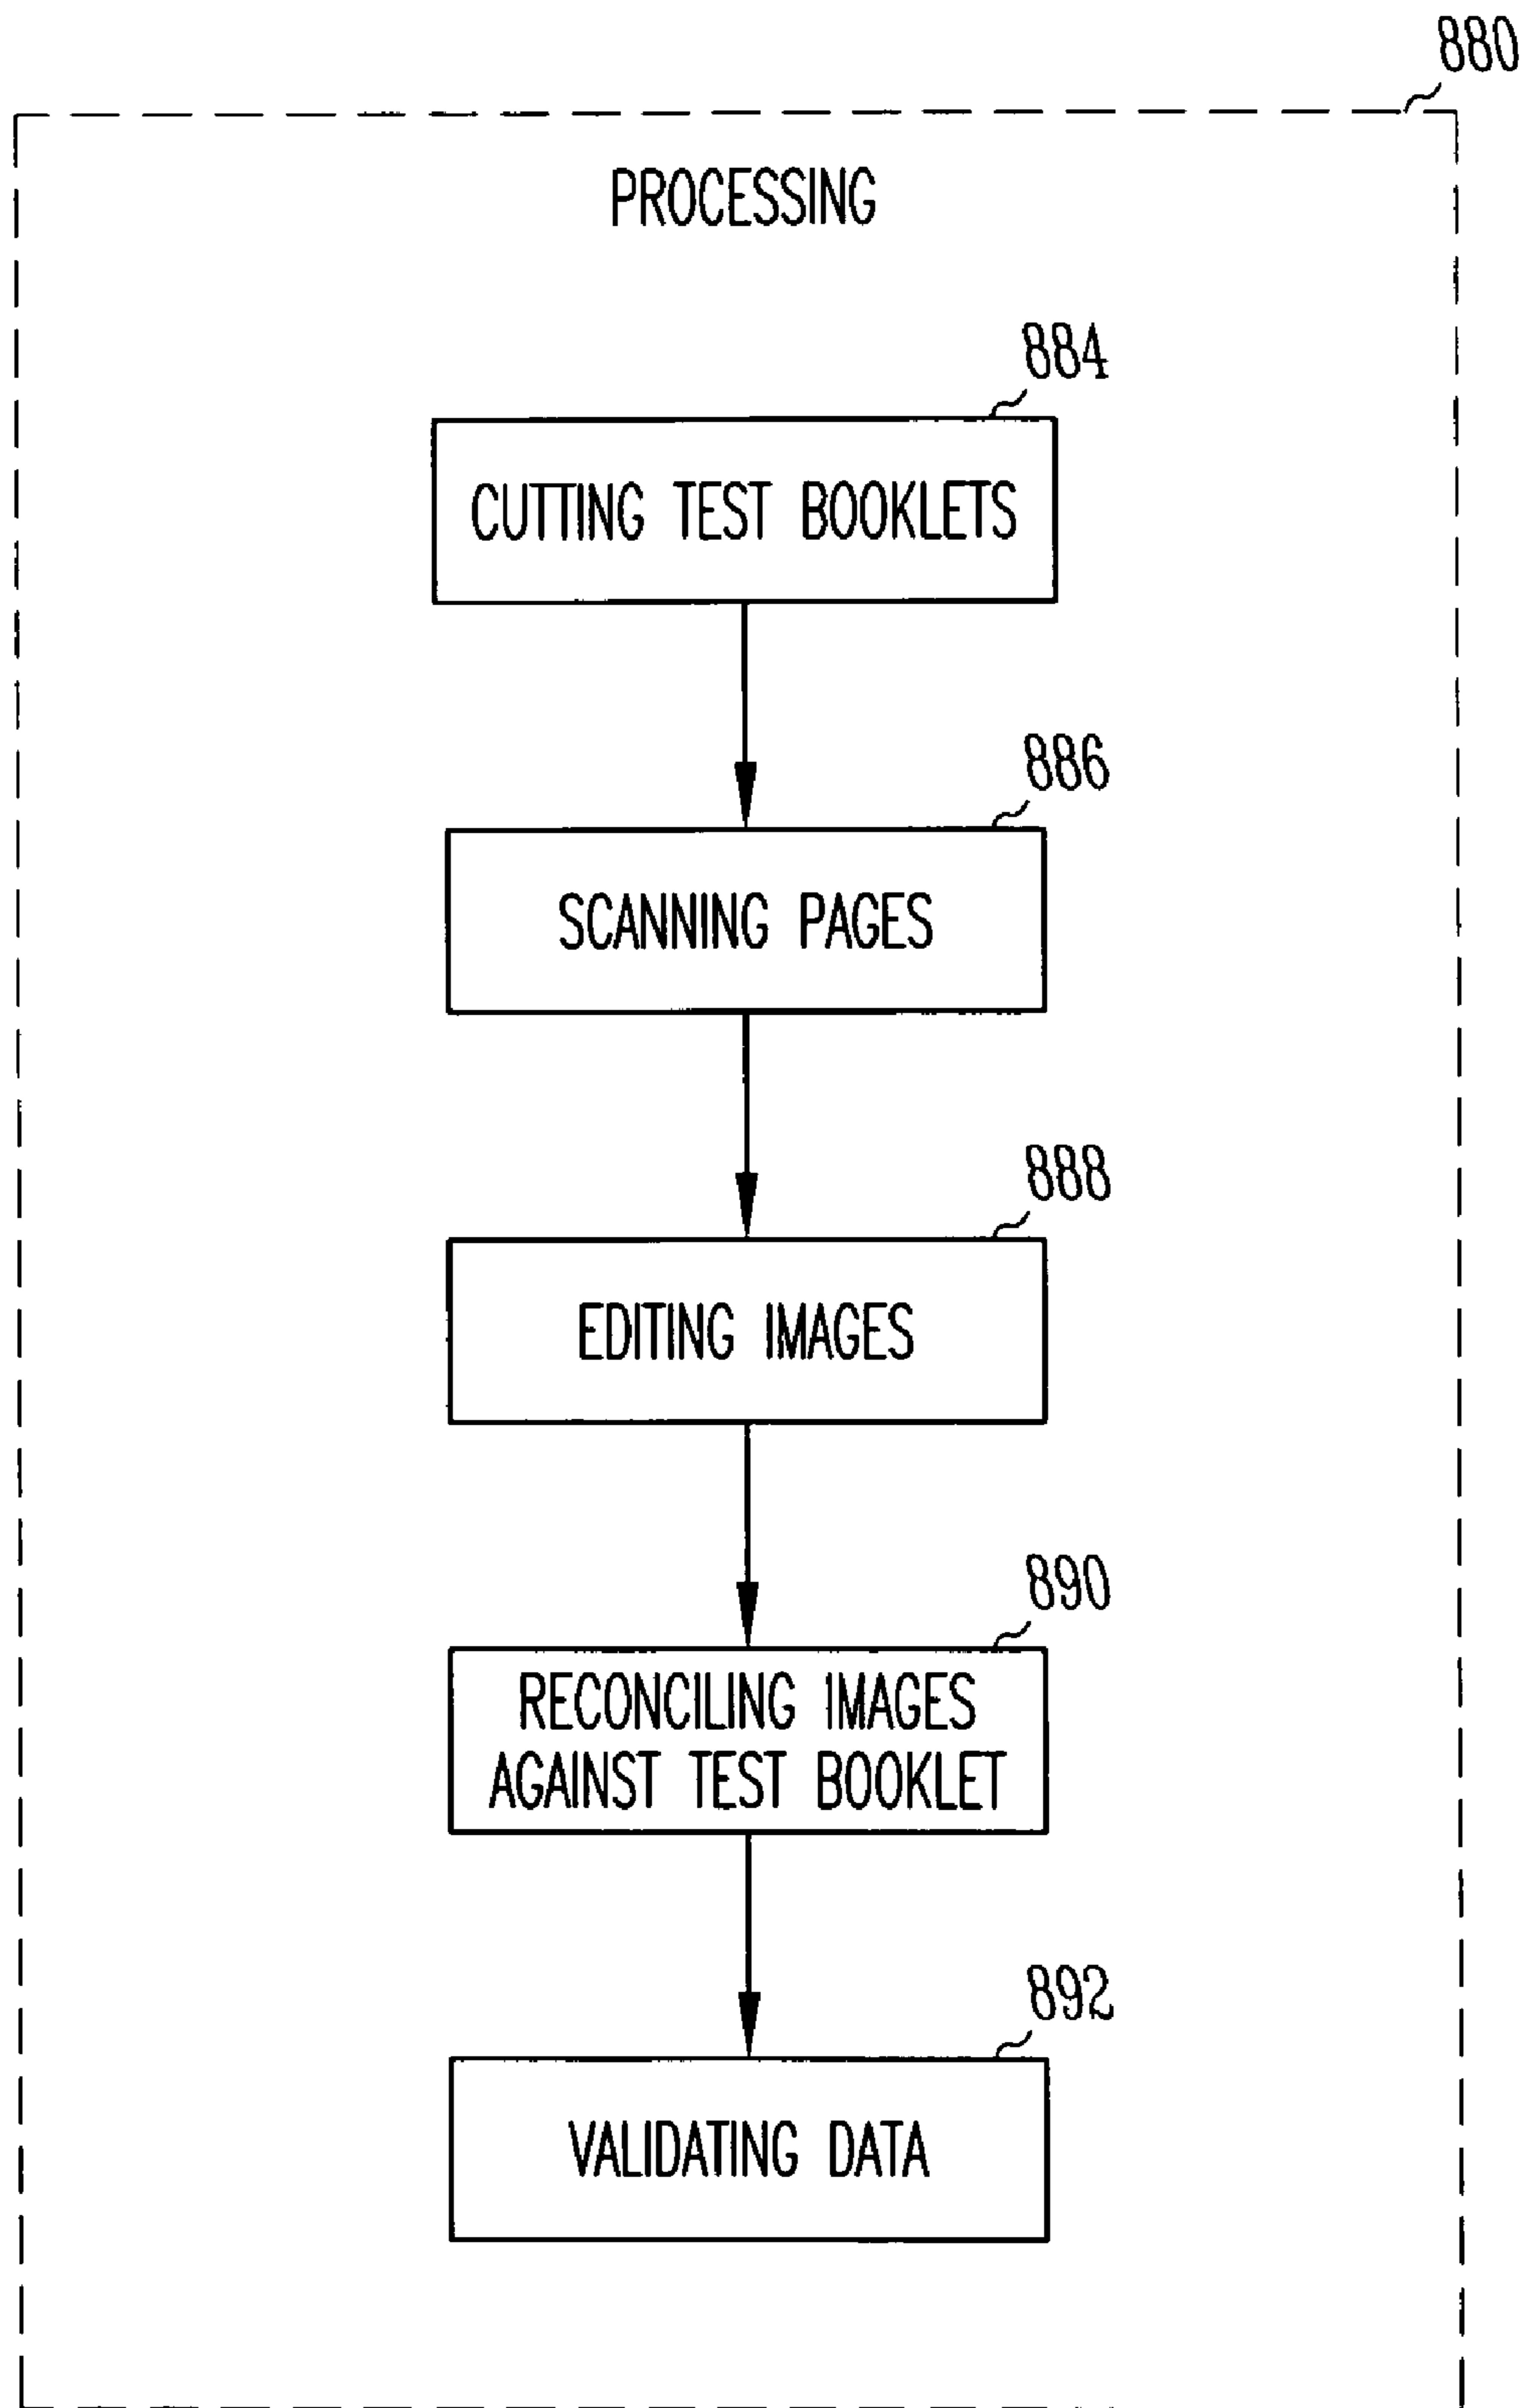 880
PROCESSING
884
CUTTING TEST BOOKLETS
886
SCANNING PAGES
888
EDITING IMAGES
890
RECONCILING IMAGES
AGAINST TEST BOOKLET
892
VALIDATING DATA